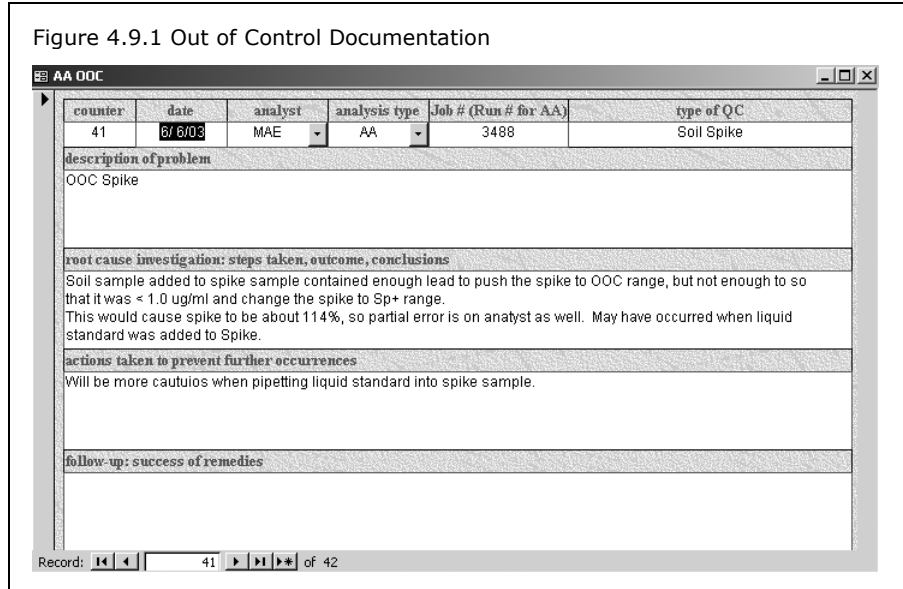 Figure 4.9.1 Out of Control Documentation
AA OOC
counter date analyst analysis type Job # (Run # for AA) type of QC
41 6/ 6/03 MAE AA 3488 Soil Spike
description of problem
OOC Spike
root cause investigation: steps taken, outcome, conclusions
Soil sample added to spike sample contained enough lead to push the spike to OOC range, but not enough to so
that it was < 1.0 ug/ml and change the spike to Sp+ range.
This would cause spike to be about 114%, so partial error is on analyst as well. May have occurred when liquid
standard was added to Spike.
actions taken to prevent further occurrences
Will be more cautuios when pipetting liquid standard into spike sample.
follow-up: success of remedies
Record: 41 of 42